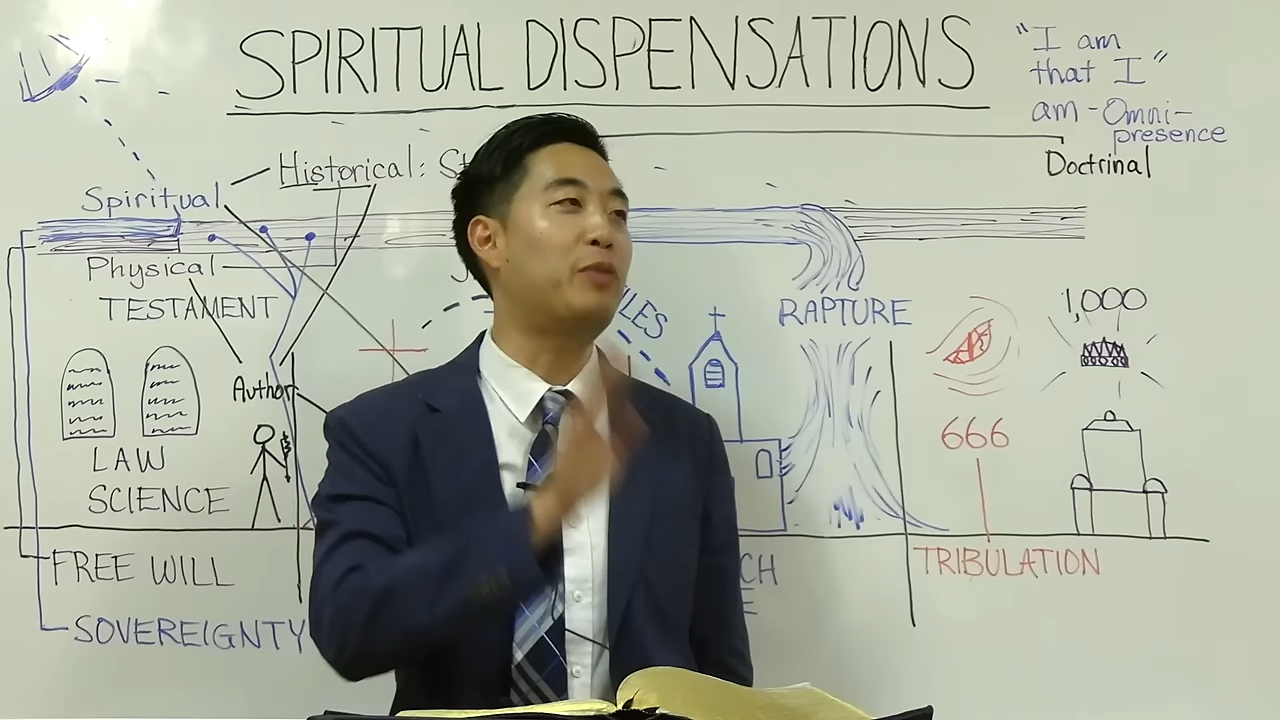 SPIRITUAL DISPENSATIONS
"I am
that I"
am - Omni-
presence
Doctrinal
Historical:
Spiritual
Physical
TESTAMENT
RAPTURE
1,000
Author
666
LAW
SCIENCE
FREE WILL
TRIBULATION
SOVEREIGNTY